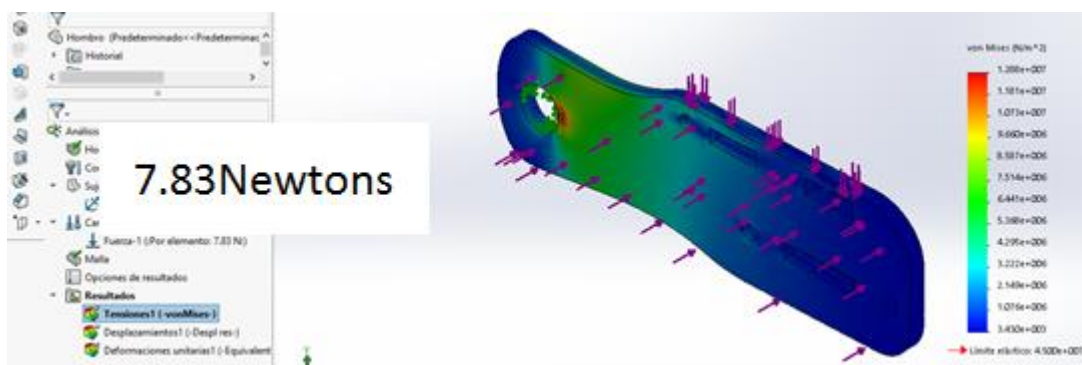 Hombro (Predeterminado<<Predeterminac
Historial
Análisis
7.83Newtons
Fuerza-1 (:Por elemento: 7.83 N:)
Malla
Opciones de resultados
Resultados
Tensiones1 (-vonMises-)
Desplazamientos1 (-Despl res-)
Deformaciones unitarias1 (-Equivalent
von Mises (N/m^2)
1.288e+007
1.181e+007
1.073e+007
9.660e+006
8.587e+006
7.514e+006
6.441e+006
5.368e+006
4.295e+006
3.222e+006
2.149e+006
1.076e+006
3.430e+003
Límite elástico: 4.500e+007